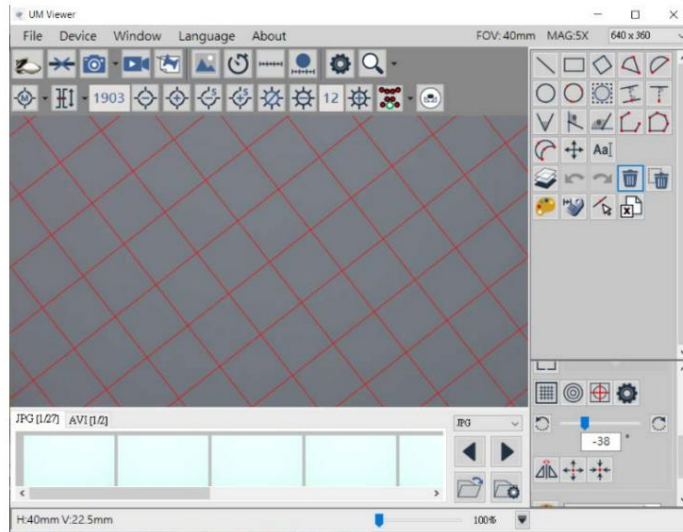 UM Viewer
File Device Window Language About FOV: 40mm MAG:5X 640 x 360
1903 S S 12
Aa
JPG [1/27] AVI [1/2] JPG
-38 °
H:40mm V:22.5mm 100%